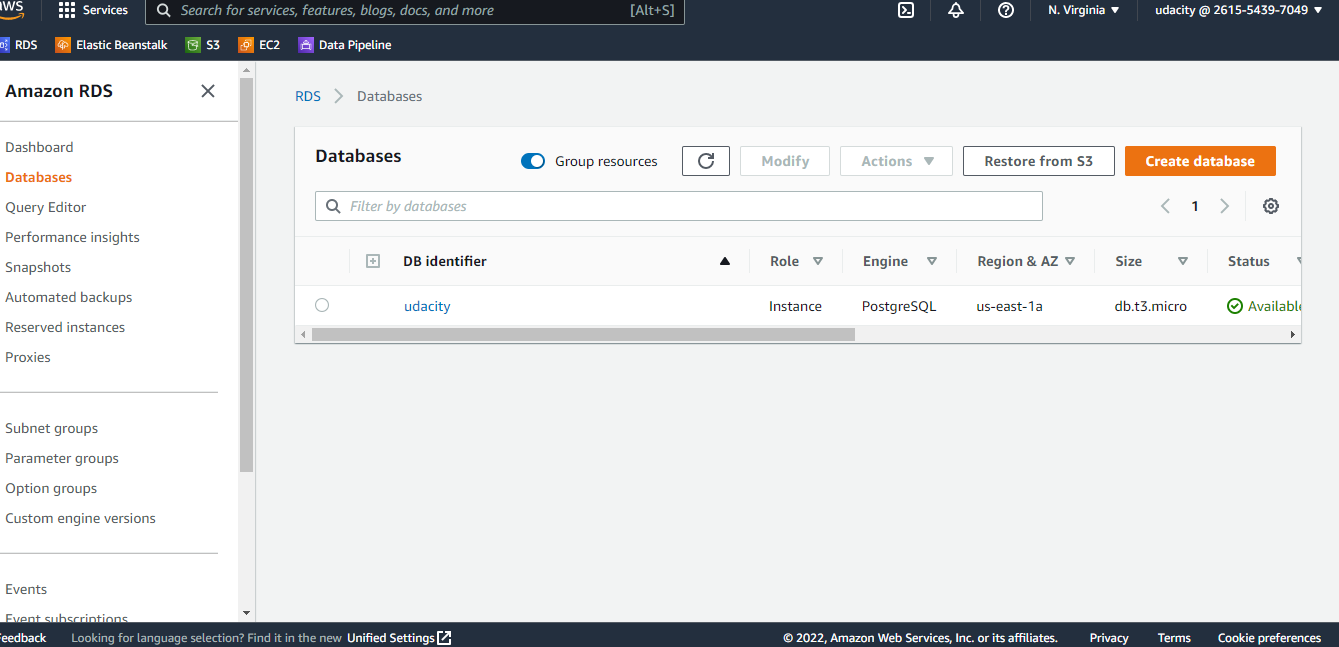 aws Services Search for services, features, blogs, docs, and more [Alt+S] N. Virginia ▼ udacity @ 2615-5439-7049 ▼
RDS Elastic Beanstalk S3 EC2 Data Pipeline
Amazon RDS
Dashboard
Databases
Query Editor
Performance insights
Snapshots
Automated backups
Reserved instances
Proxies
Subnet groups
Parameter groups
Option groups
Custom engine versions
Events
Event subscriptions
RDS > Databases
Databases Group resources Modify Actions ▼ Restore from S3 Create database
Filter by databases 1
DB identifier Role Engine Region & AZ Size Status
udacity Instance PostgreSQL us-east-1a db.t3.micro Available
Feedback Looking for language selection? Find it in the new Unified Settings © 2022, Amazon Web Services, Inc. or its affiliates. Privacy Terms Cookie preferences